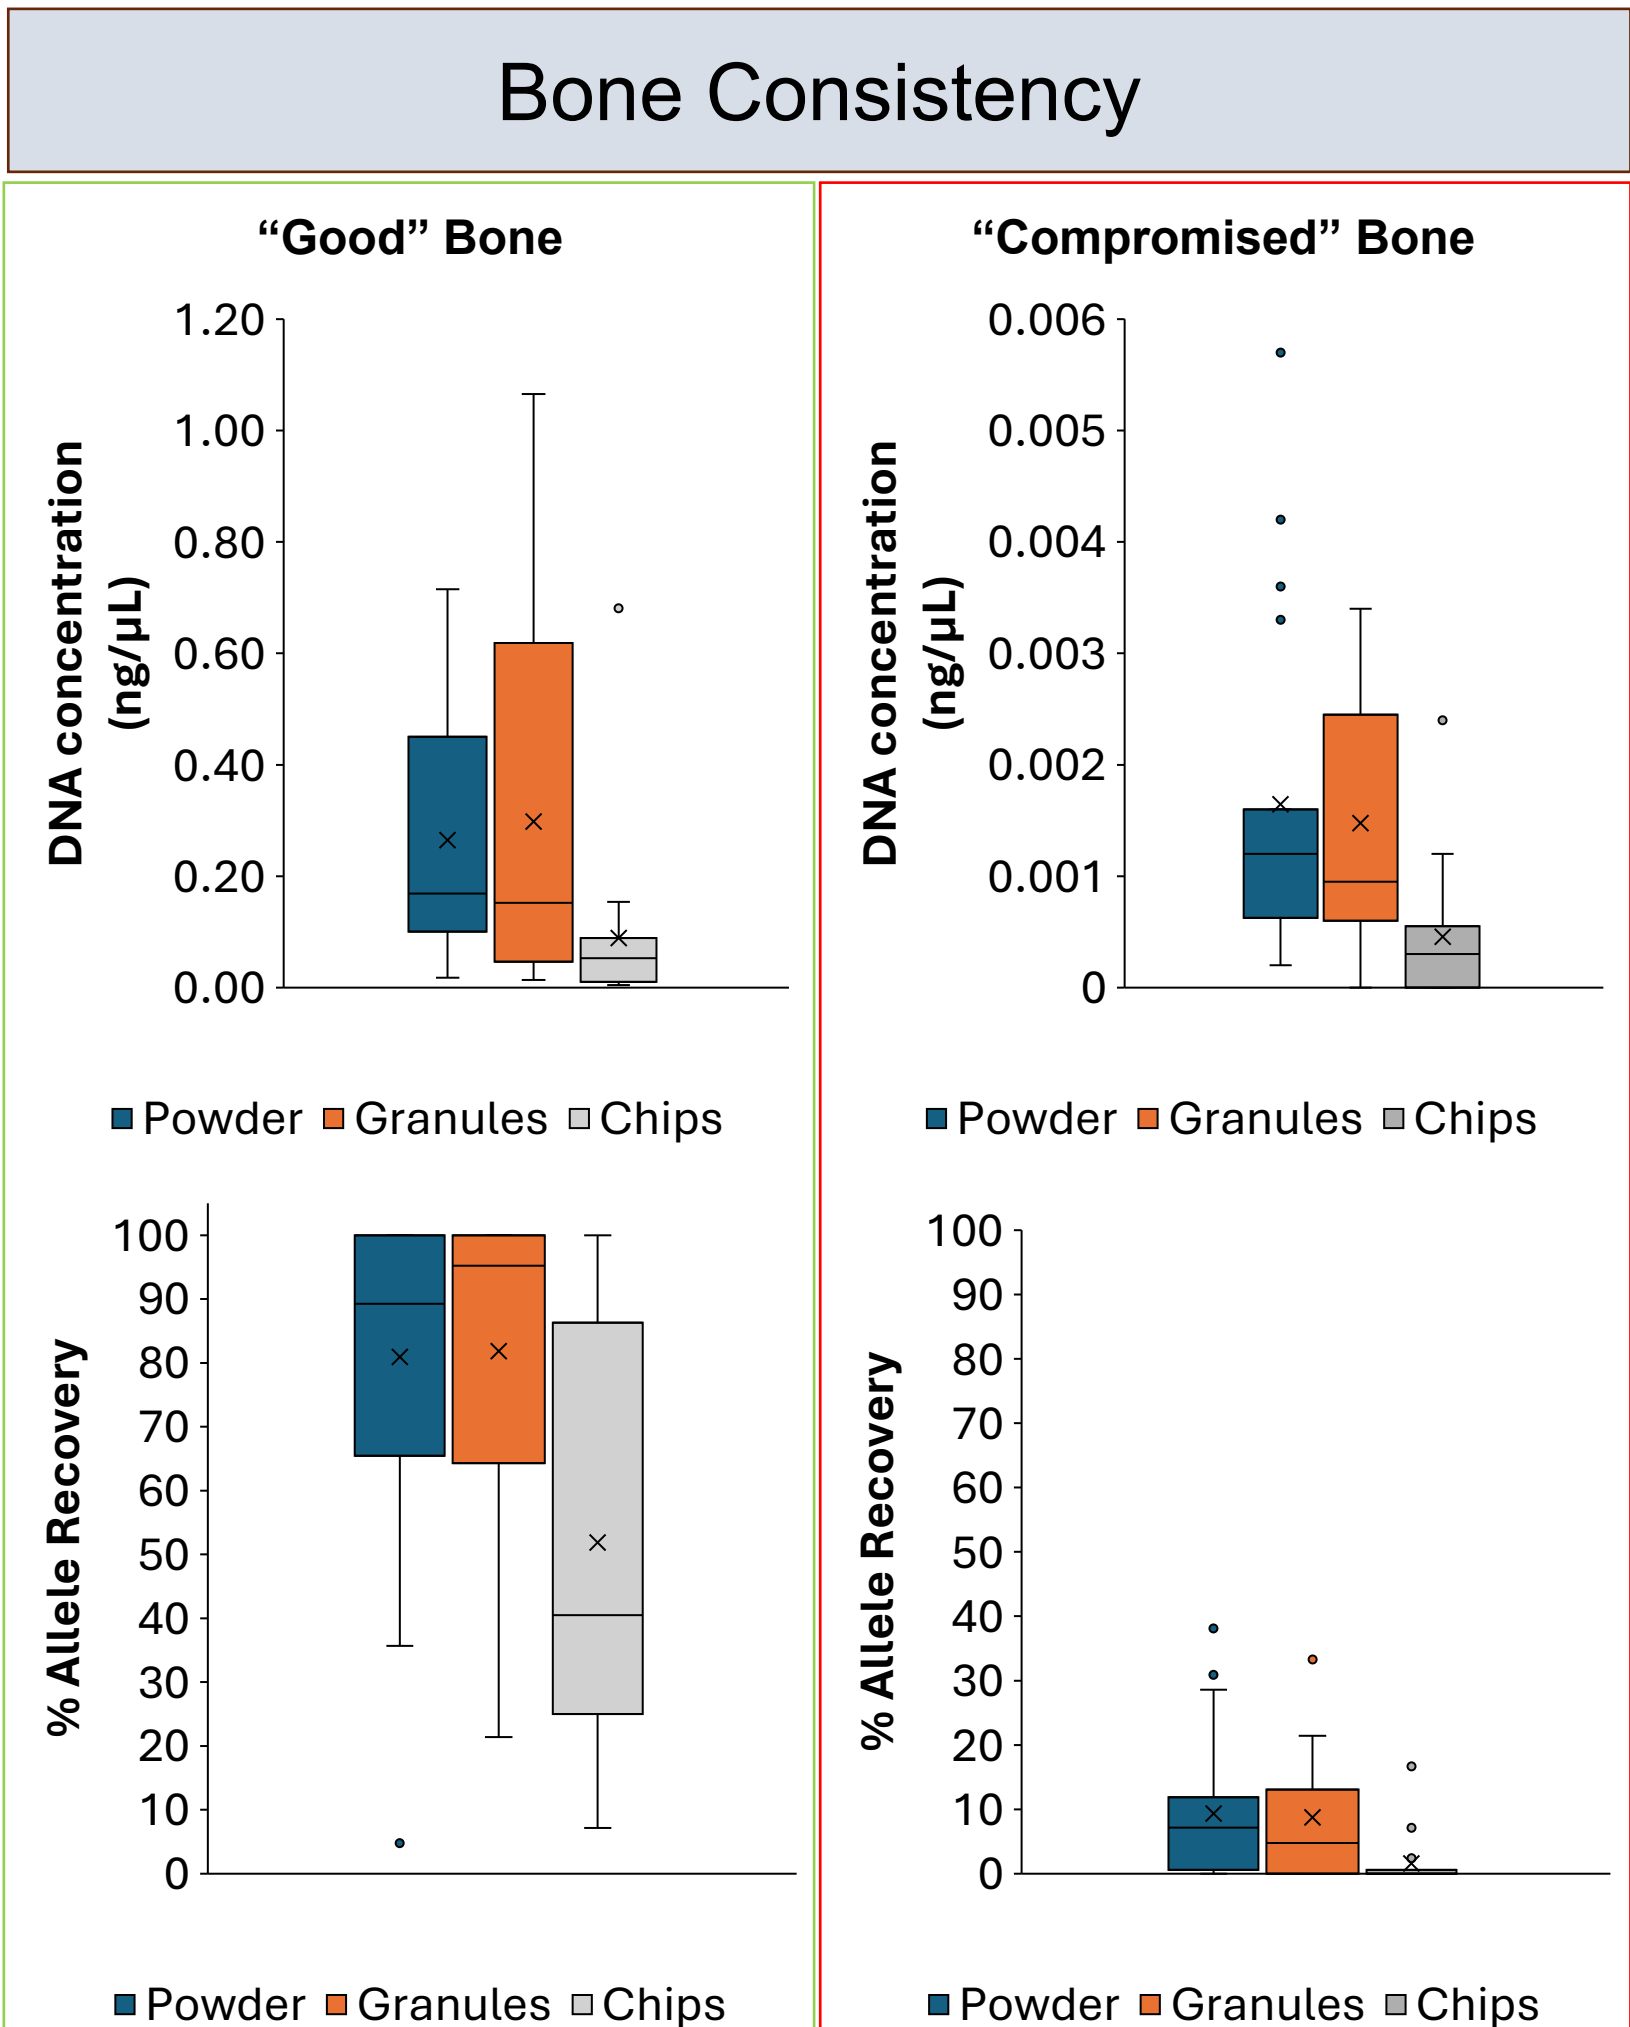 Bone Consistency
“Good” Bone
DNA concentration
(ng/µL)
1.20
1.00
0.80
0.60
0.40
0.20
0.00
Powder Granules Chips
% Allele Recovery
100
90
80
70
60
50
40
30
20
10
0
Powder Granules Chips
“Compromised” Bone
DNA concentration
(ng/µL)
0.006
0.005
0.004
0.003
0.002
0.001
0
Powder Granules Chips
% Allele Recovery
100
90
80
70
60
50
40
30
20
10
0
Powder Granules Chips